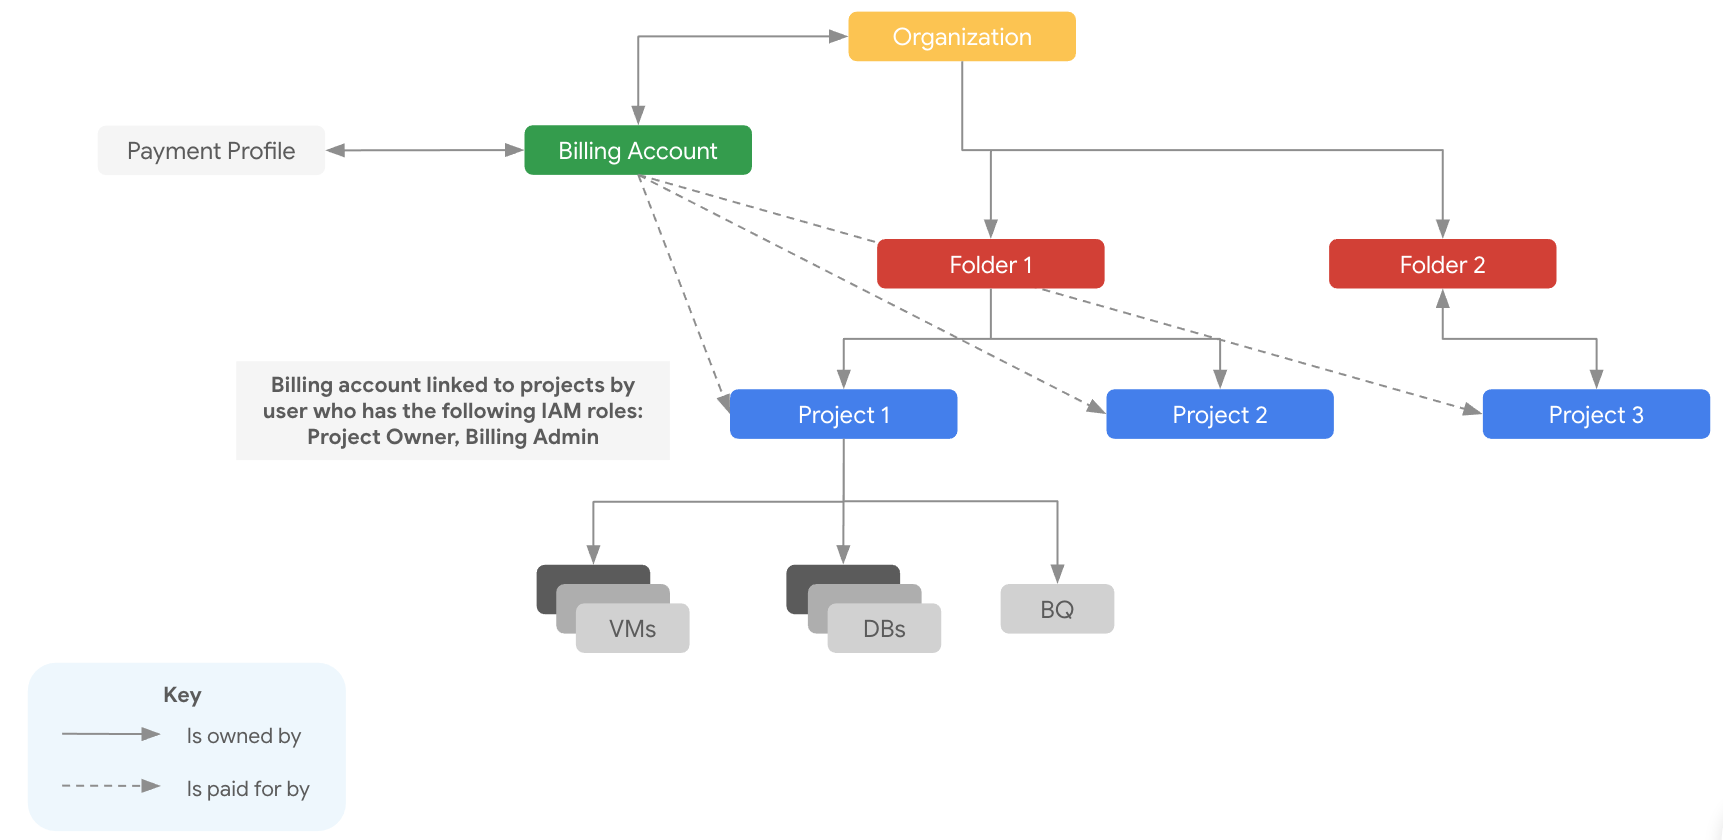 Organization
Payment Profile
Billing Account
Folder 1
Folder 2
Billing account linked to projects by
user who has the following IAM roles:
Project Owner, Billing Admin
Project 1
Project 2
Project 3
VMs
DBs
BQ
Key
Is owned by
Is paid for by